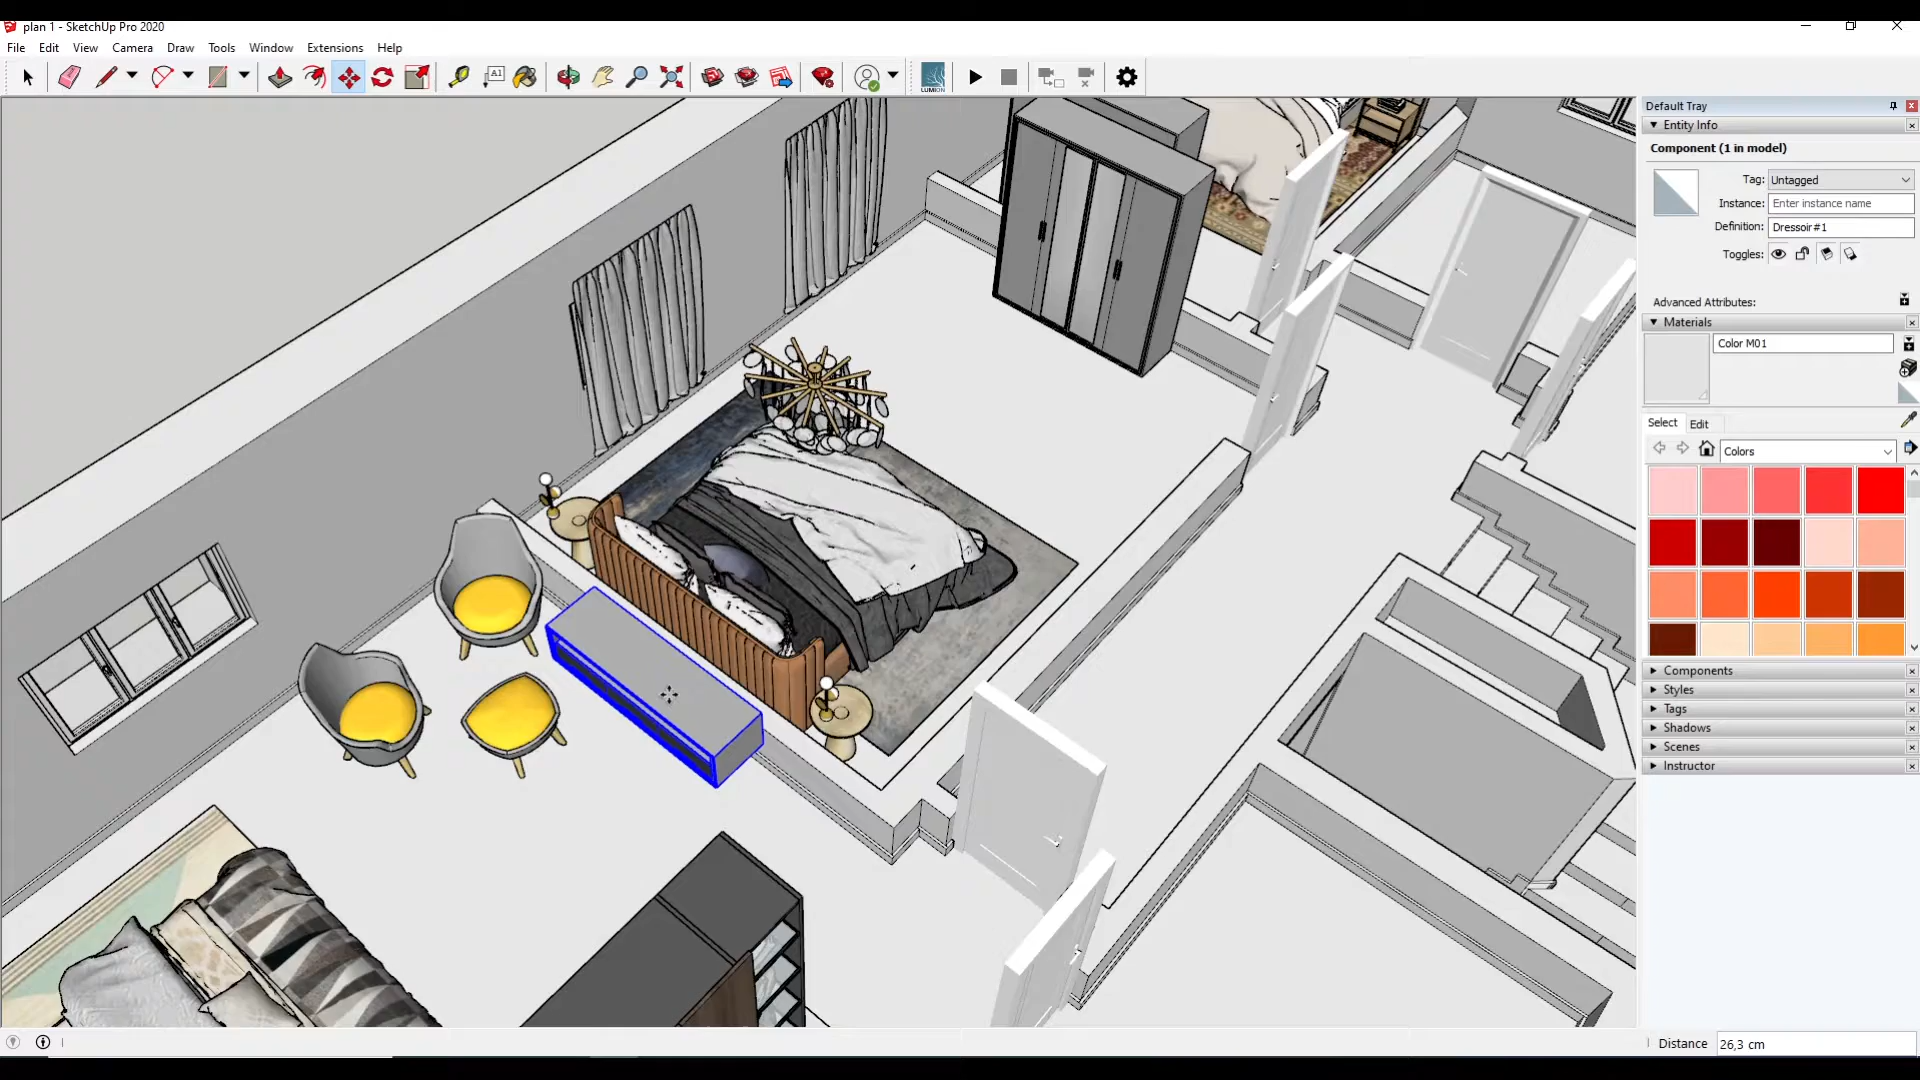 plan 1 - SketchUp Pro 2020
File Edit View Camera Draw Tools Window Extensions Help
A1
LUMION
Default Tray
Entity Info
Component (1 in model)
Tag: Untagged
Instance: Enter instance name
Definition: Dressoir#1
Toggles:
Advanced Attributes:
Materials
Color M01
Select Edit
Colors
Components
Styles
Tags
Shadows
Scenes
Instructor
Distance 26,3 cm